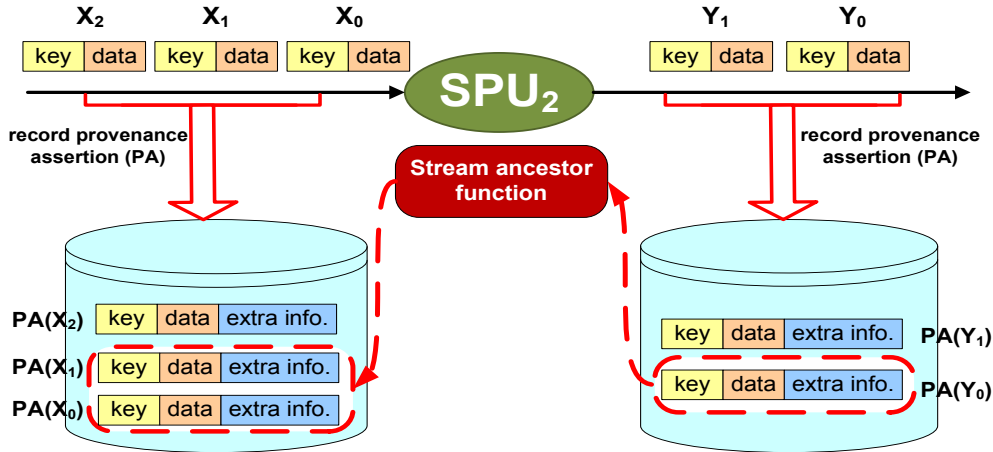 X2 X1 X0 Y1 Y0
key data key data key data key data key data
SPU2
record provenance
assertion (PA)
Stream ancestor
function
record provenance
assertion (PA)
PA(X2) key data extra info.
PA(X1) key data extra info.
PA(X0) key data extra info.
key data extra info. PA(Y1)
key data extra info. PA(Y0)